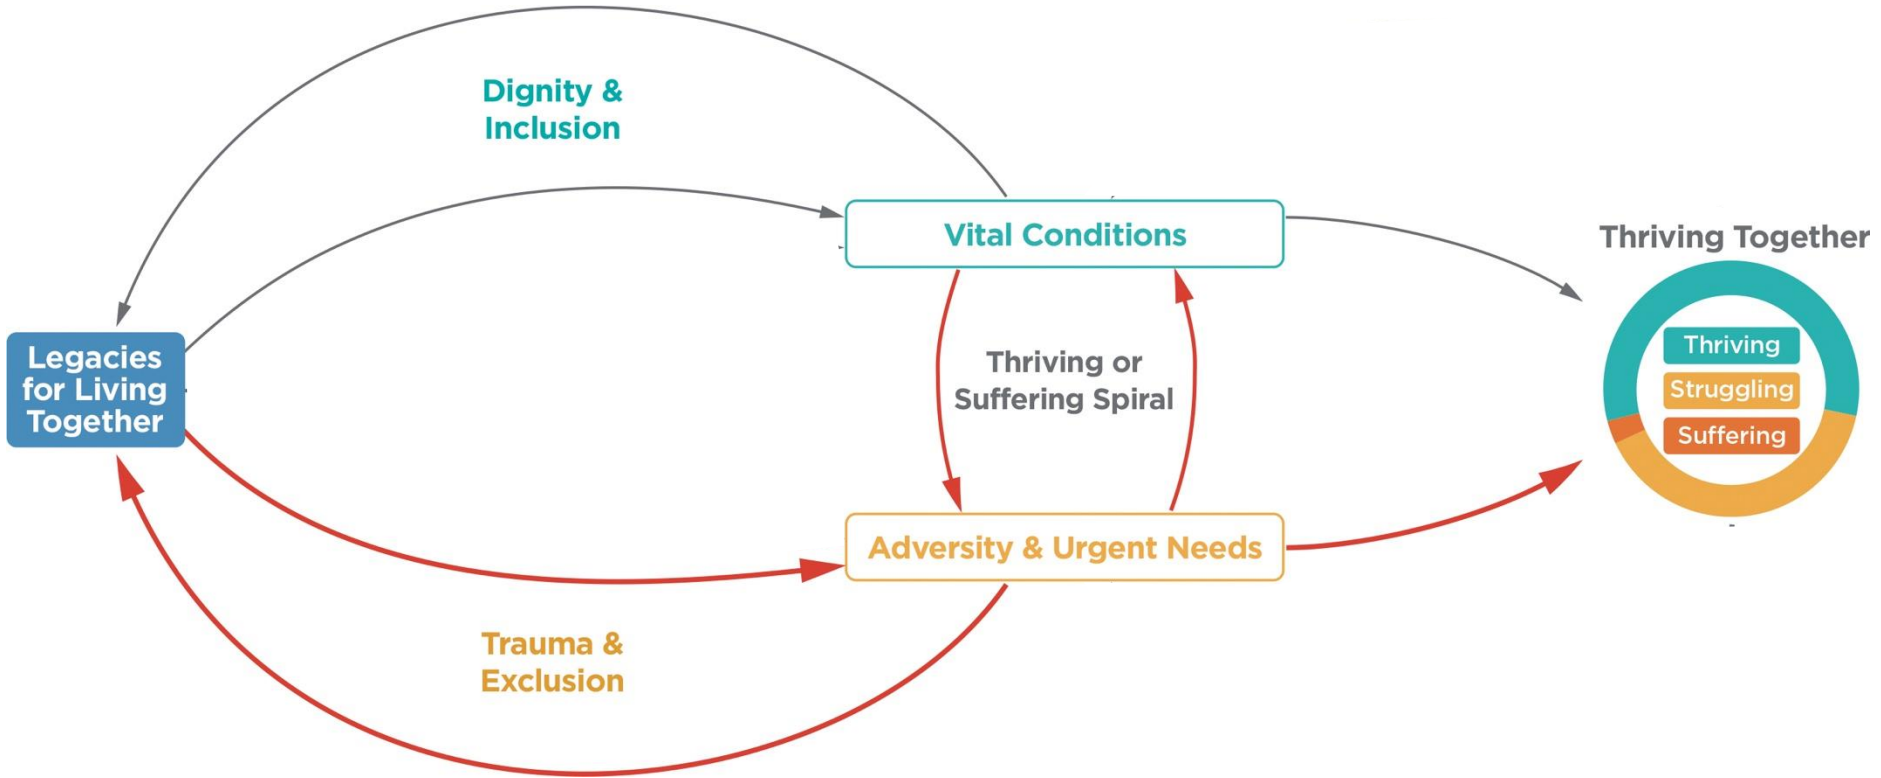 Dignity &
Inclusion
Vital Conditions
Thriving Together
Legacies
for Living
Together
Thriving or
Suffering Spiral
Thriving
Struggling
Suffering
Adversity & Urgent Needs
Trauma &
Exclusion